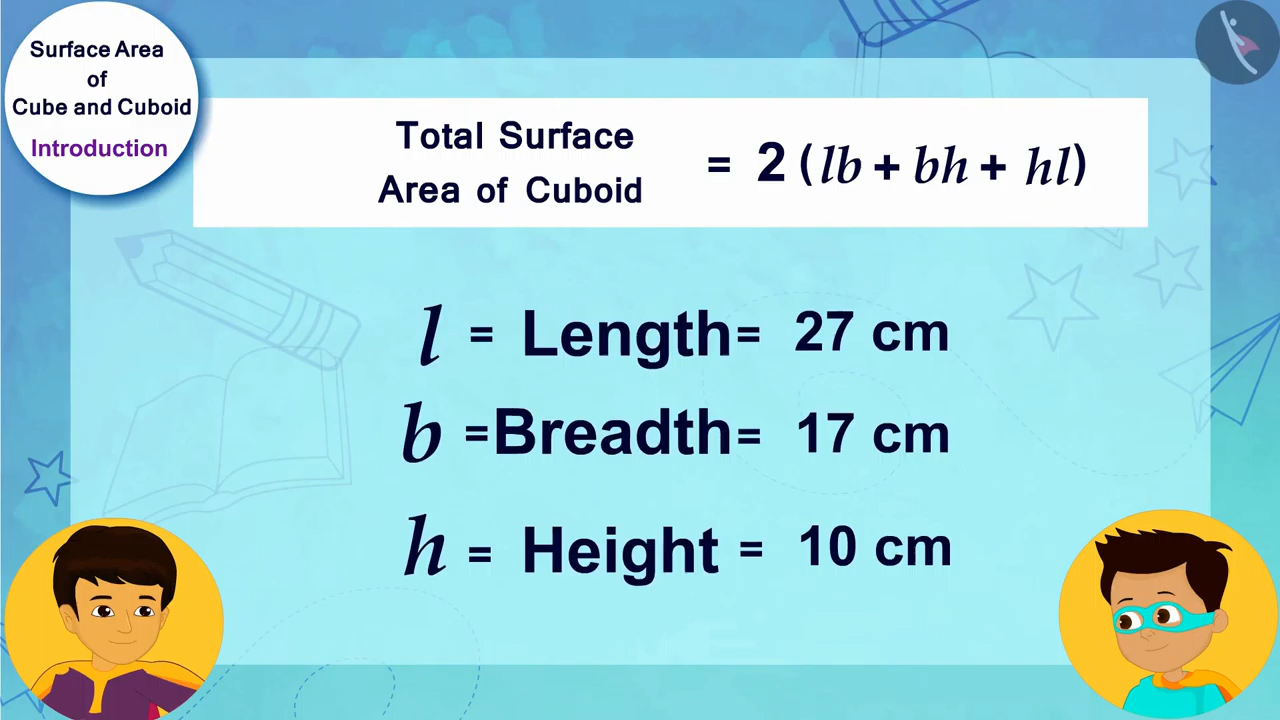 Surface Area
of
Cube and Cuboid
Introduction
Total Surface
Area of Cuboid = 2 (lb + bh + hl)
l = Length= 27 cm
b =Breadth= 17 cm
h = Height = 10 cm